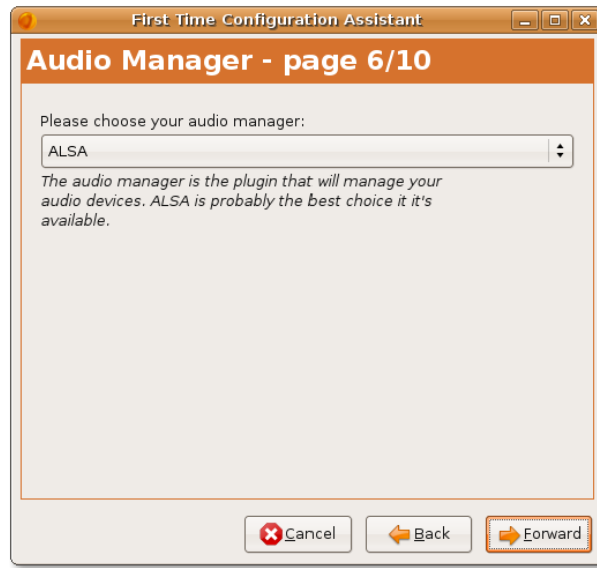 First Time Configuration Assistant
Audio Manager - page 6/10
Please choose your audio manager:
ALSA
The audio manager is the plugin that will manage your
audio devices. ALSA is probably the best choice it it's
available.
Cancel
Back
Forward